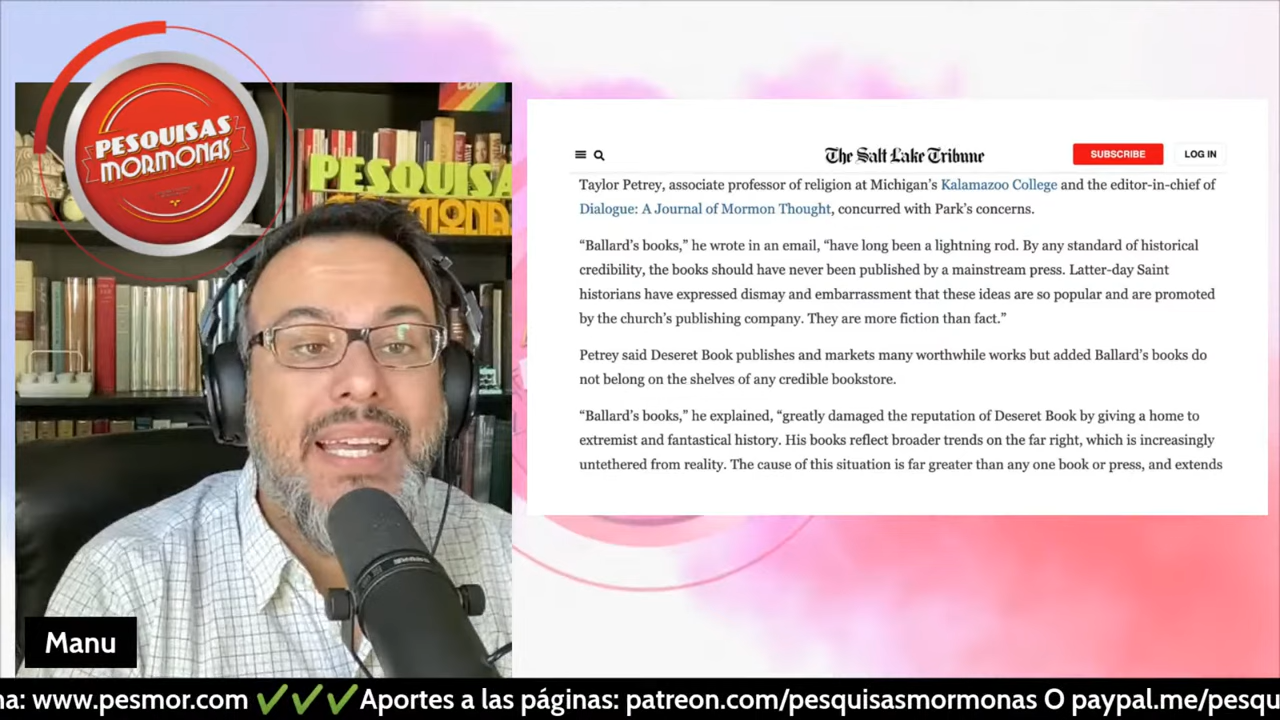 PESQUISAS
MORMONAS
PESQUISA
MORMONA
The Salt Lake Tribune
SUBSCRIBE
LOG IN
Taylor Petrey, associate professor of religion at Michigan’s Kalamazoo College and the editor-in-chief of
Dialogue: A Journal of Mormon Thought, concurred with Park’s concerns.
“Ballard’s books,” he wrote in an email, “have long been a lightning rod. By any standard of historical
credibility, the books should have never been published by a mainstream press. Latter-day Saint
historians have expressed dismay and embarrassment that these ideas are so popular and are promoted
by the church’s publishing company. They are more fiction than fact.”
Petrey said Deseret Book publishes and markets many worthwhile works but added Ballard’s books do
not belong on the shelves of any credible bookstore.
“Ballard’s books,” he explained, “greatly damaged the reputation of Deseret Book by giving a home to
extremist and fantastical history. His books reflect broader trends on the far right, which is increasingly
untethered from reality. The cause of this situation is far greater than any one book or press, and extends
Manu
na: www.pesmor.com ✔✔✔ Aportes a las páginas: patreon.com/pesquisasmormonas O paypal.me/pesqu